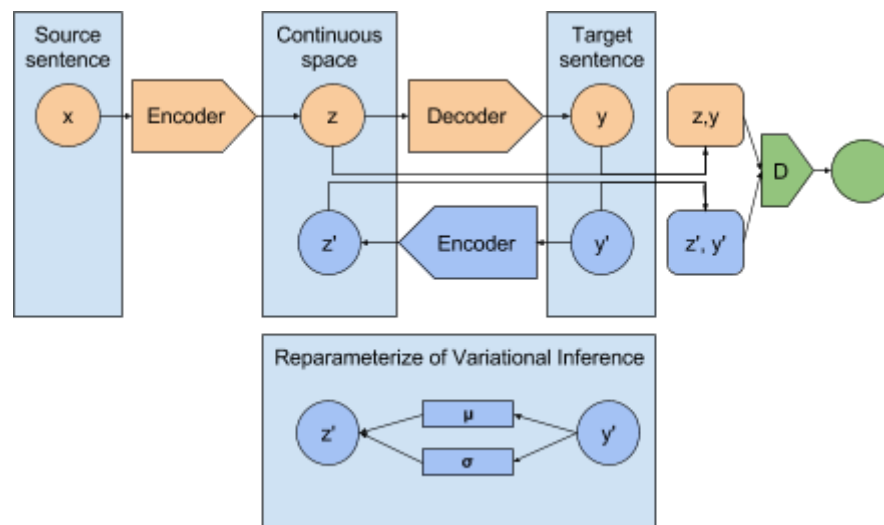 Source
sentence
Continuous
space
Target
sentence
x
Encoder
z
Decoder
y
z,y
D
z'
Encoder
y'
z', y'
Reparameterize of Variational Inference
z'
μ
σ
y'